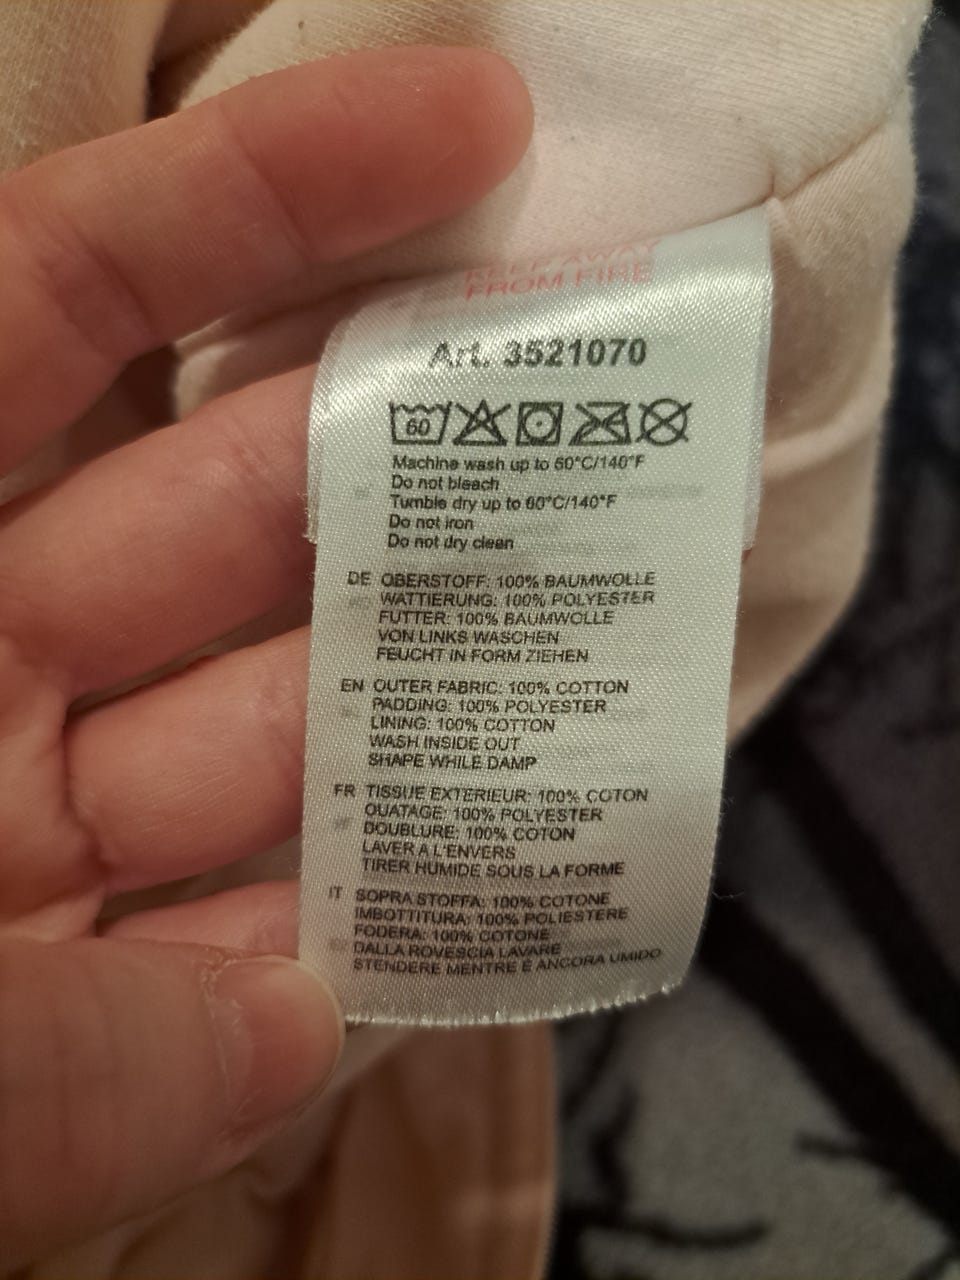 KEEP AWAY
FROM FIRE
Art. 3521070
60
Machine wash up to 60°C/140°F
Do not bleach
Tumble dry up to 60°C/140°F
Do not iron
Do not dry clean
DE OBERSTOFF: 100% BAUMWOLLE
WATTIERUNG: 100% POLYESTER
FUTTER: 100% BAUMWOLLE
VON LINKS WASCHEN
FEUCHT IN FORM ZIEHEN
EN OUTER FABRIC: 100% COTTON
PADDING: 100% POLYESTER
LINING: 100% COTTON
WASH INSIDE OUT
SHAPE WHILE DAMP
FR TISSUE EXTERIEUR: 100% COTON
OUATAGE: 100% POLYESTER
DOUBLURE: 100% COTON
LAVER A L'ENVERS
TIRER HUMIDE SOUS LA FORME
IT SOPRA STOFFA: 100% COTONE
IMBOTTITURA: 100% POLIESTERE
FODERA: 100% COTONE
DALLA ROVESCIA LAVARE
STENDERE MENTRE É ANCORA UMIDO